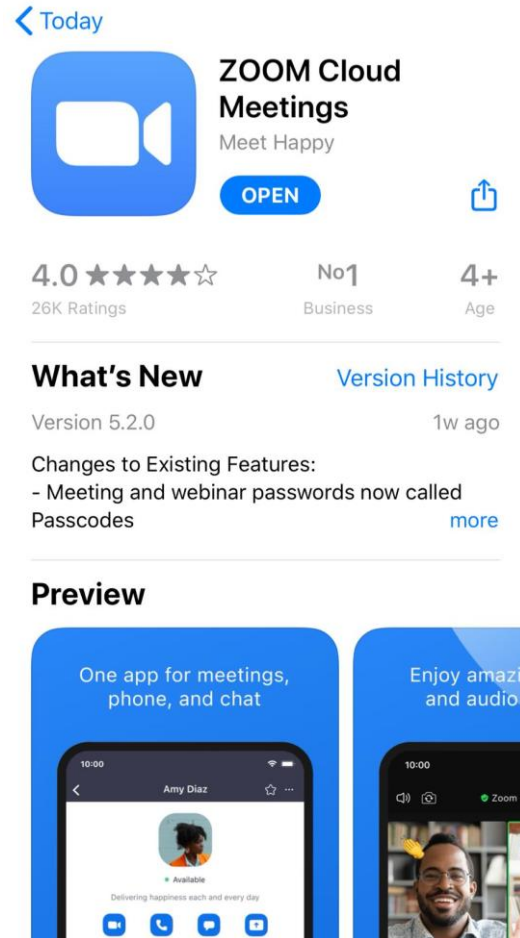 Today
ZOOM Cloud
Meetings
Meet Happy
OPEN
4.0 ★★★★☆
No1
4+
26K Ratings
Business
Age
What's New
Version History
Version 5.2.0
1w ago
Changes to Existing Features:
- Meeting and webinar passwords now called
Passcodes
more
Preview
One app for meetings,
phone, and chat
10:00
Amy Diaz
Available
Delivering happiness each and every day
Enjoy amazi
and audio
10:00
Zoom